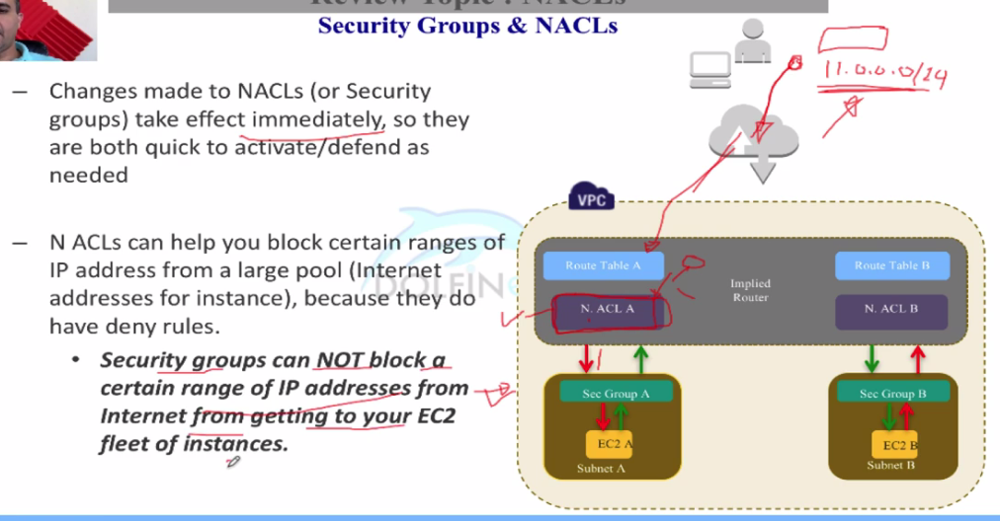 Review Topic : NACLs
Security Groups & NACLs
– Changes made to NACLs (or Security
groups) take effect immediately, so they
are both quick to activate/defend as
needed
– N ACLs can help you block certain ranges of
IP address from a large pool (Internet
addresses for instance), because they do
have deny rules.
• Security groups can NOT block a
certain range of IP addresses from
Internet from getting to your EC2
fleet of instances.
11.0.0.0/24
VPC
Route Table A
Route Table B
Implied
Router
N. ACL A
N. ACL B
Sec Group A
Sec Group B
EC2 A
EC2 B
Subnet A
Subnet B
DOLFIN